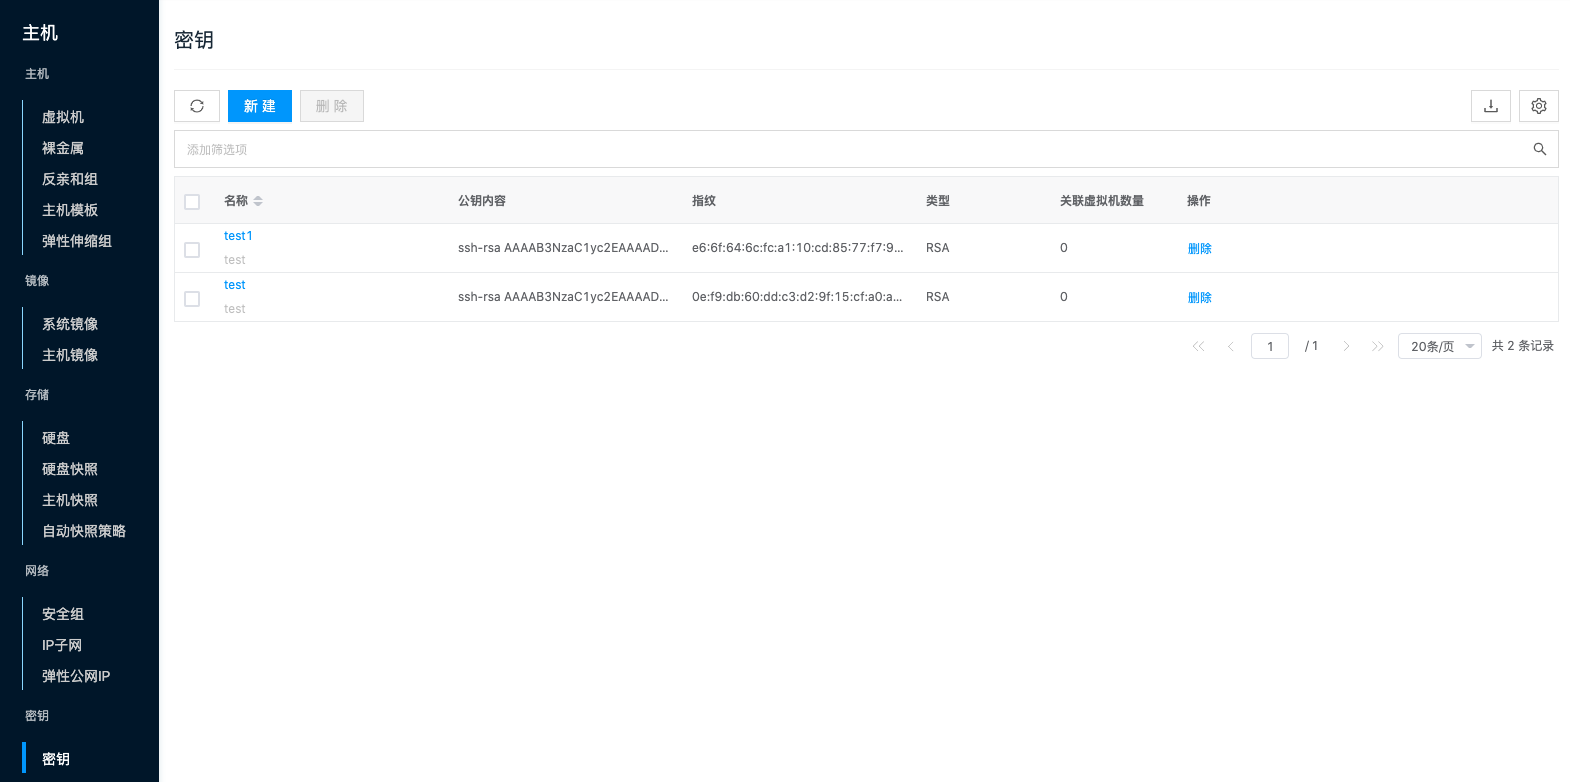 主机
主机
虚拟机
裸金属
反亲和组
主机模板
弹性伸缩组
镜像
系统镜像
主机镜像
存储
硬盘
硬盘快照
主机快照
自动快照策略
网络
安全组
IP子网
弹性公网IP
密钥
密钥
密钥
新 建 删 除
添加筛选项
名称 公钥内容 指纹 类型 关联虚拟机数量 操作
test1 ssh-rsa AAAAB3NzaC1yc2EAAAAD... e6:6f:64:6c:fc:a1:10:cd:85:77:f7:9... RSA 0 删除
test
test ssh-rsa AAAAB3NzaC1yc2EAAAAD... 0e:f9:db:60:dd:c3:d2:9f:15:cf:a0:a... RSA 0 删除
test
1 / 1 20条/页 共 2 条记录